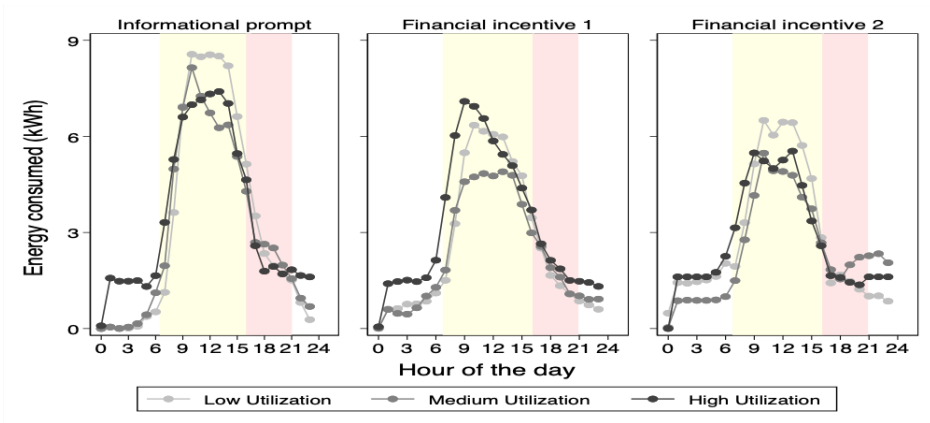 Informational prompt Financial incentive 1 Financial incentive 2
Energy consumed (kWh)
9
6
3
0
0 3 6 9 12 15 18 21 24 0 3 6 9 12 15 18 21 24 0 3 6 9 12 15 18 21 24
Hour of the day
Low Utilization Medium Utilization High Utilization